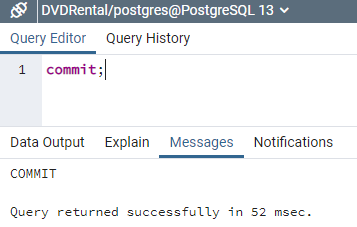 DVDRental/postgres@PostgreSQL 13
Query Editor Query History
1 commit;
Data Output Explain Messages Notifications
COMMIT
Query returned successfully in 52 msec.